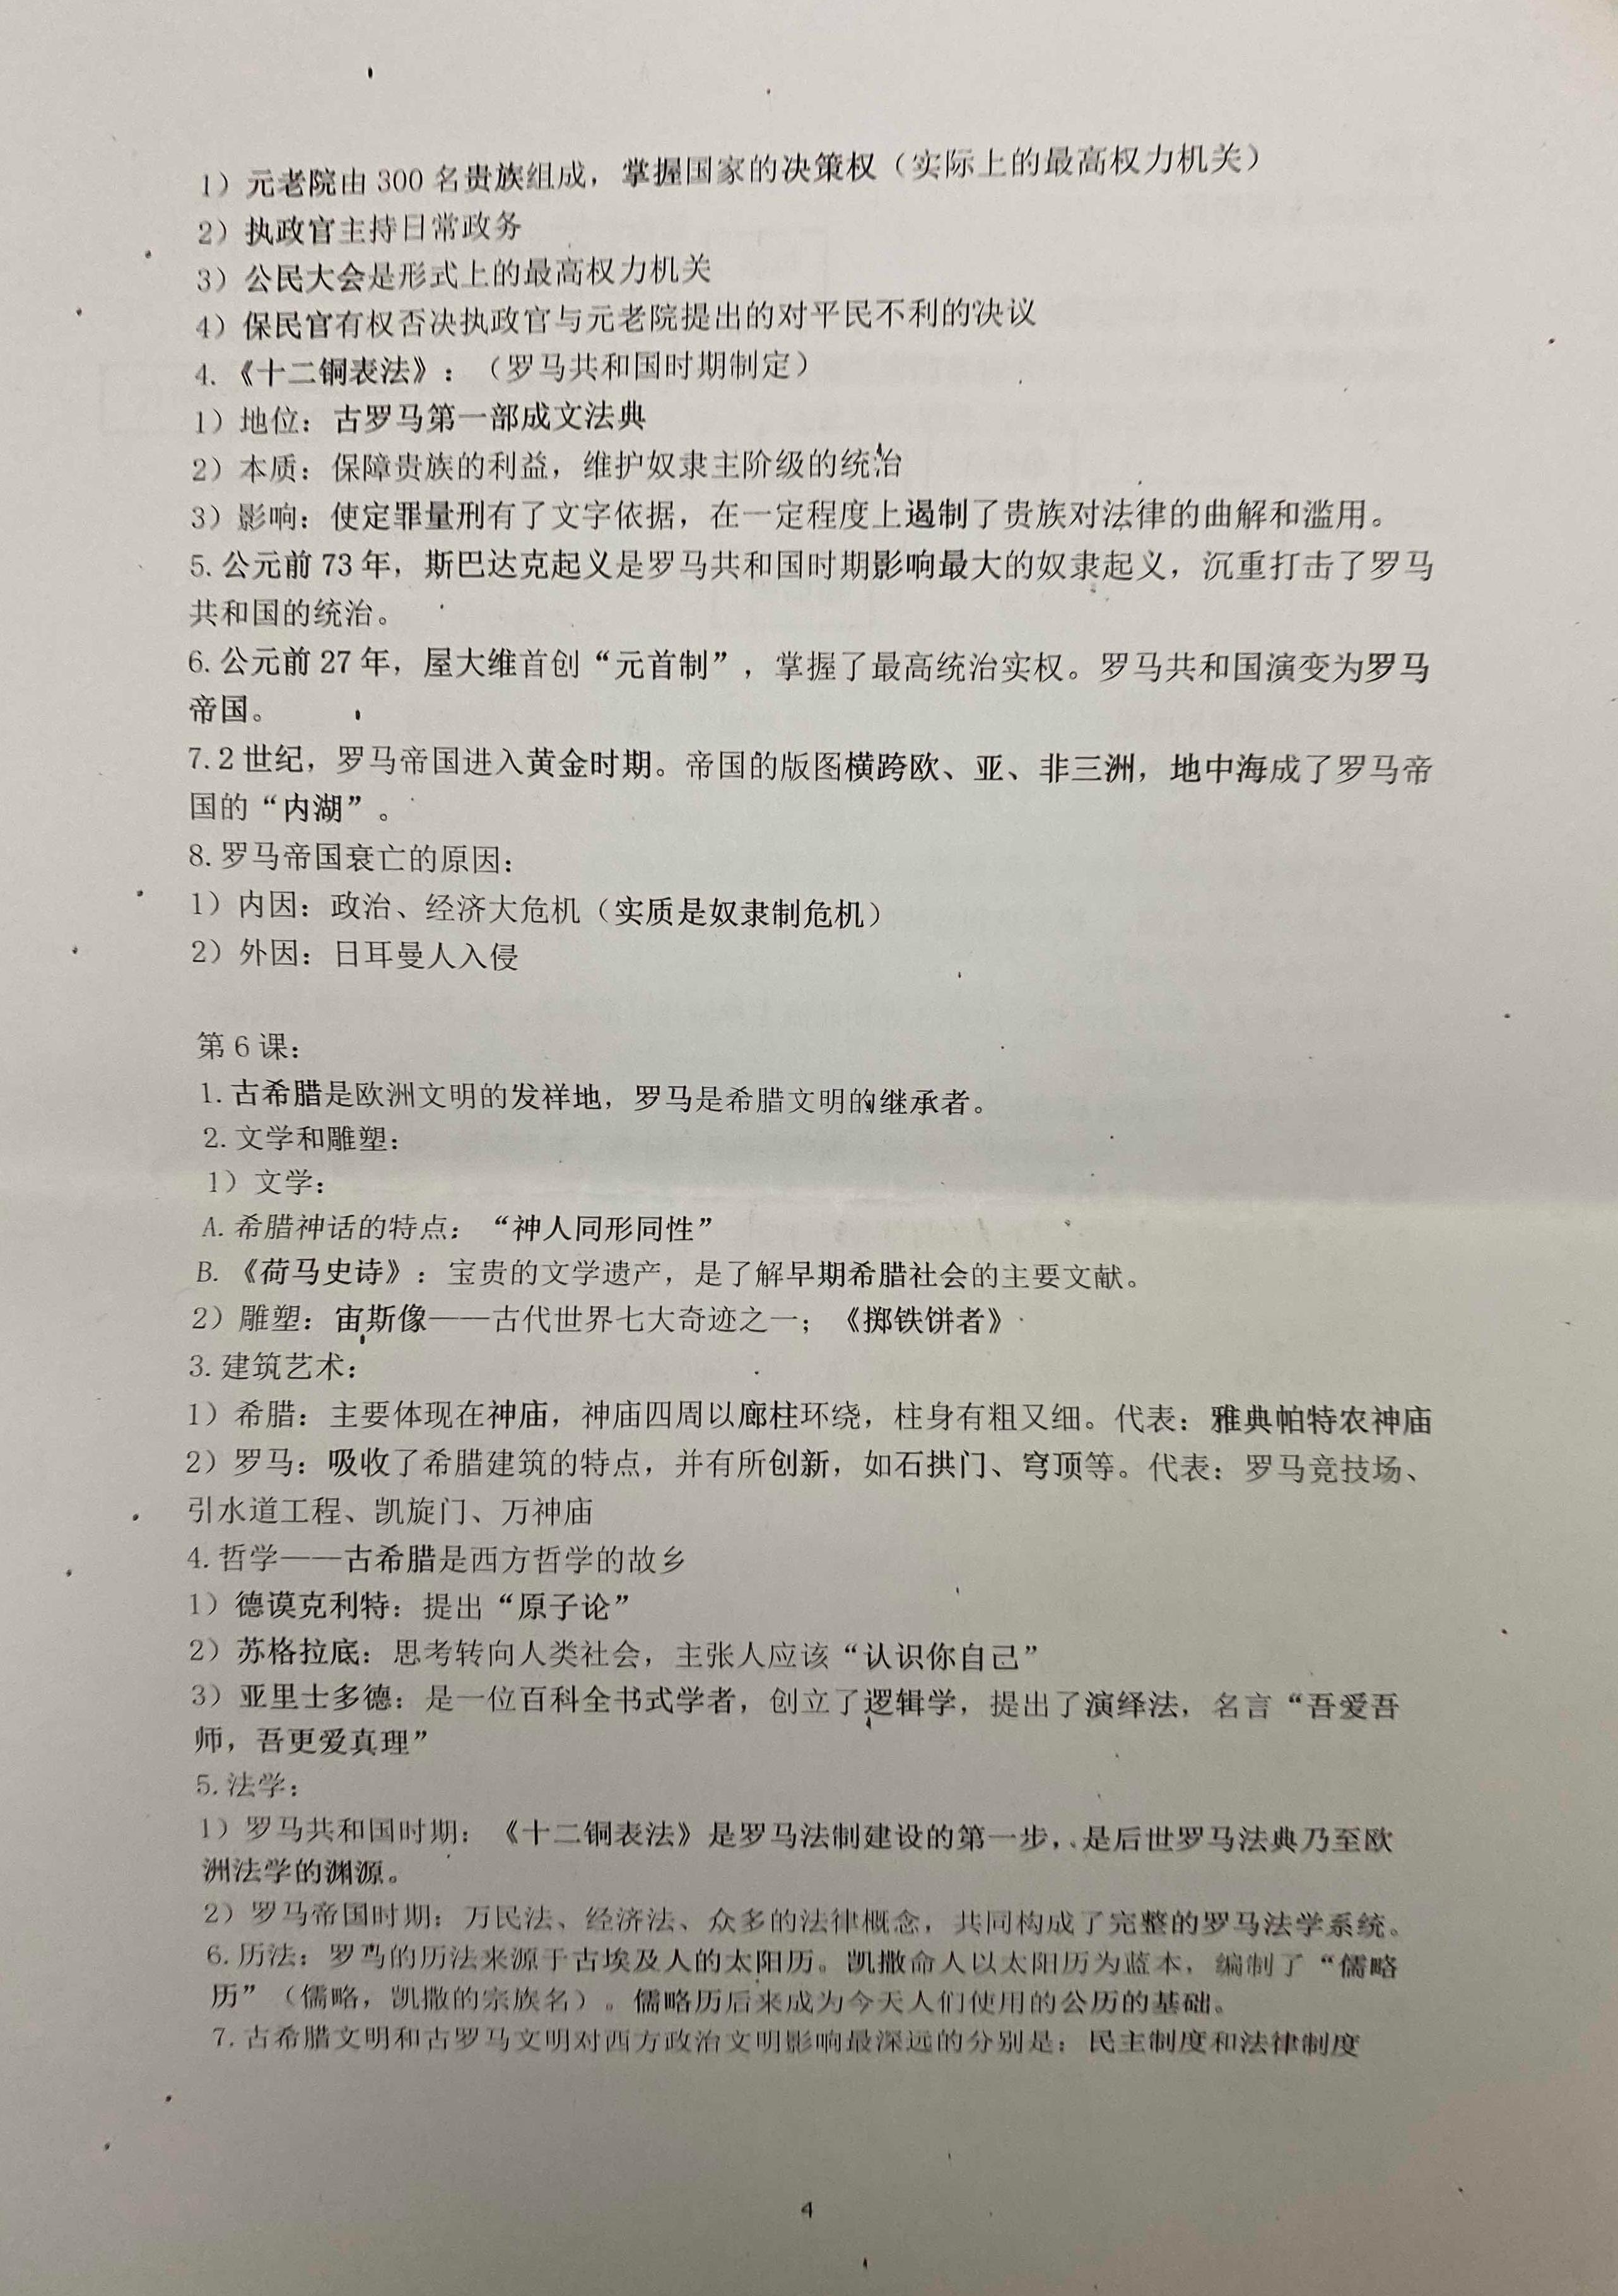 1）元老院由 300 名贵族组成，掌握国家的决策权（实际上的最高权力机关）
2）执政官主持日常政务
3）公民大会是形式上的最高权力机关
4）保民官有权否决执政官与元老院提出的对平民不利的决议
4.《十二铜表法》：（罗马共和国时期制定）
1）地位：古罗马第一部成文法典
2）本质：保障贵族的利益，维护奴隶主阶级的统治
3）影响：使定罪量刑有了文字依据，在一定程度上遏制了贵族对法律的曲解和滥用。
5.公元前 73 年，斯巴达克起义是罗马共和国时期影响最大的奴隶起义，沉重打击了罗马
共和国的统治。
6.公元前 27 年，屋大维首创“元首制”，掌握了最高统治实权。罗马共和国演变为罗马
帝国。
7.2 世纪，罗马帝国进入黄金时期。帝国的版图横跨欧、亚、非三洲，地中海成了罗马帝
国的“内湖”。
8.罗马帝国衰亡的原因：
1）内因：政治、经济大危机（实质是奴隶制危机）
2）外因：日耳曼人入侵
第 6 课：
1.古希腊是欧洲文明的发祥地，罗马是希腊文明的继承者。
2.文学和雕塑：
1）文学：
A.希腊神话的特点：“神人同形同性”
B.《荷马史诗》：宝贵的文学遗产，是了解早期希腊社会的主要文献。
2）雕塑：宙斯像——古代世界七大奇迹之一；《掷铁饼者》
3.建筑艺术：
1）希腊：主要体现在神庙，神庙四周以廊柱环绕，柱身有粗又细。代表：雅典帕特农神庙
2）罗马：吸收了希腊建筑的特点，并有所创新，如石拱门、穹顶等。代表：罗马竞技场、
引水道工程、凯旋门、万神庙
4.哲学——古希腊是西方哲学的故乡
1）德谟克利特：提出“原子论”
2）苏格拉底：思考转向人类社会，主张人应该“认识你自己”
3）亚里士多德：是一位百科全书式学者，创立了逻辑学，提出了演绎法，名言“吾爱吾
师，吾更爱真理”
5.法学：
1）罗马共和国时期：《十二铜表法》是罗马法制建设的第一步，是后世罗马法典乃至欧
洲法学的渊源。
2）罗马帝国时期：万民法、经济法、众多的法律概念，共同构成了完整的罗马法学系统。
6.历法：罗马的历法来源于古埃及人的太阳历。凯撒命人以太阳历为蓝本，编制了“儒略
历”（儒略，凯撒的宗族名）。儒略历后来成为今天人们使用的公历的基础。
7.古希腊文明和古罗马文明对西方政治文明影响最深远的分别是：民主制度和法律制度
4